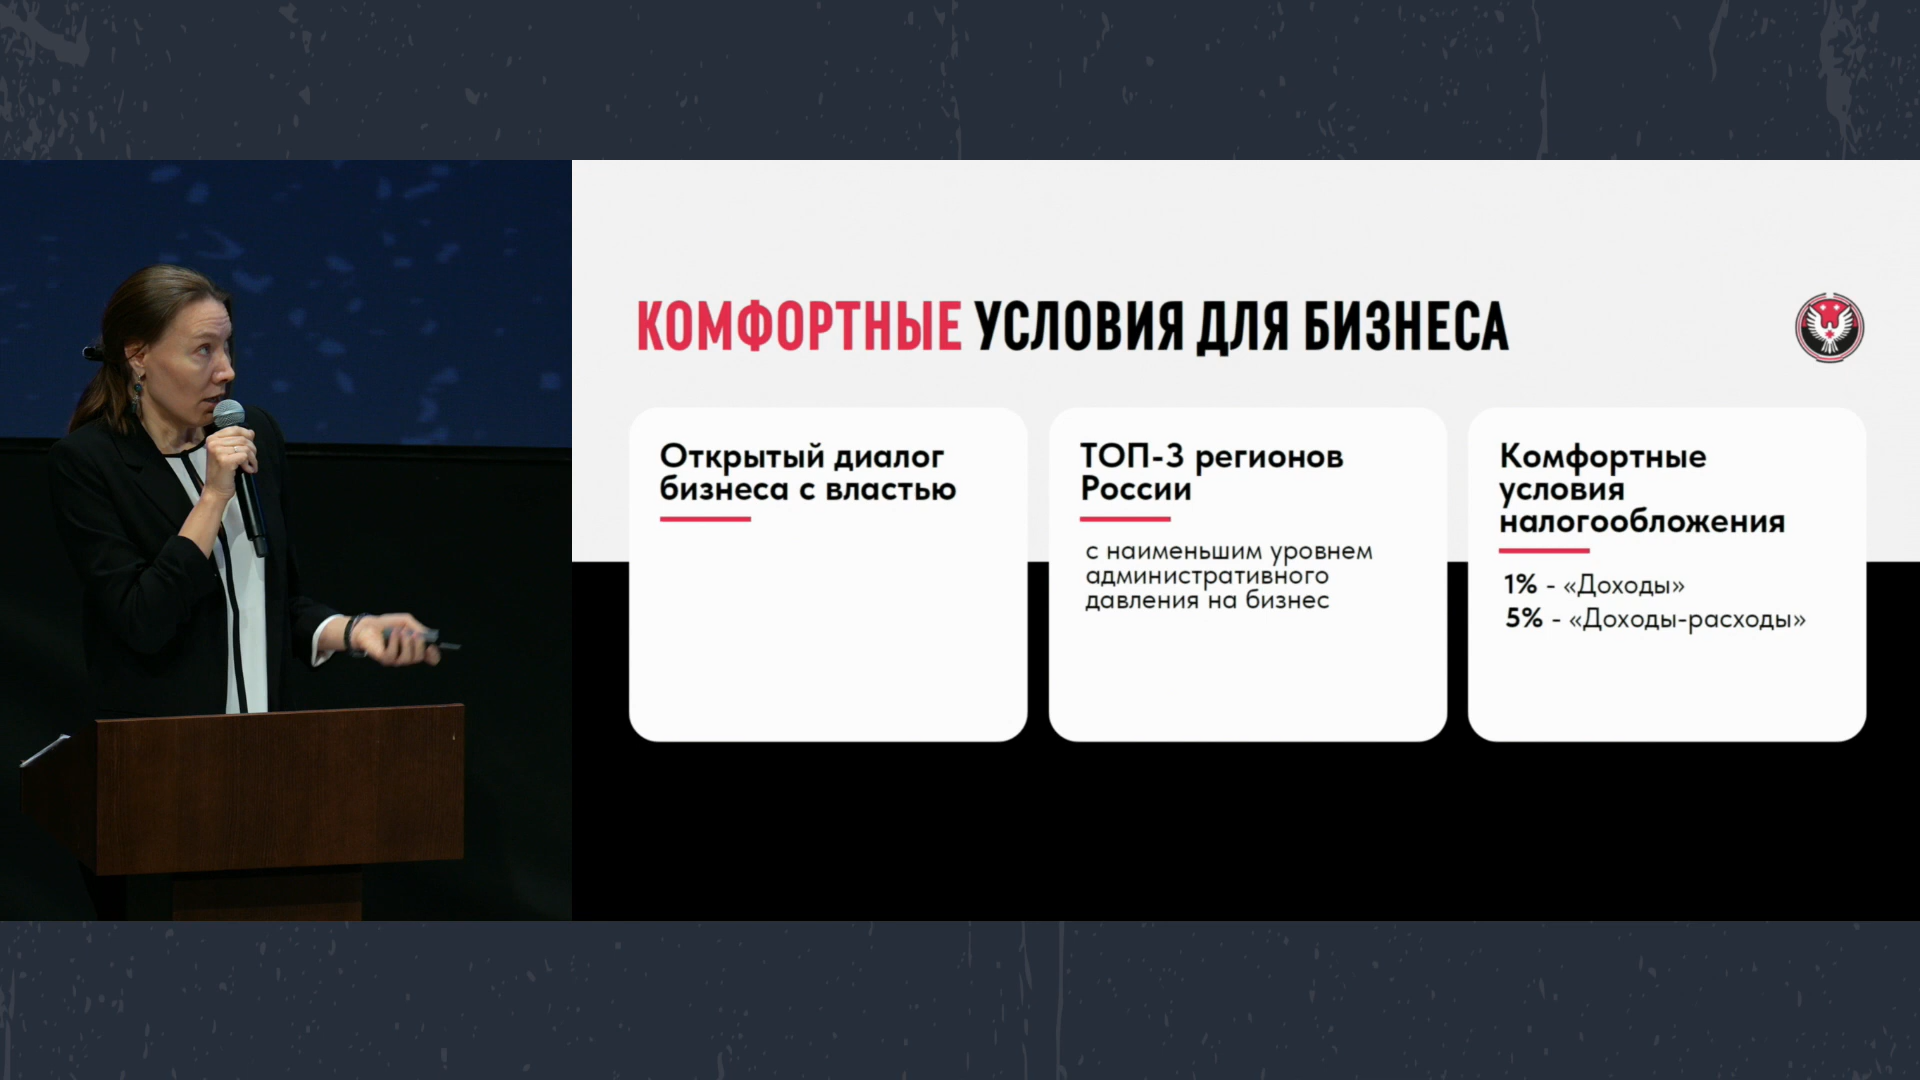 КОМФОРТНЫЕ УСЛОВИЯ ДЛЯ БИЗНЕСА
Открытый диалог
бизнеса с властью
ТОП-3 регионов
России
с наименьшим уровнем
административного
давления на бизнес
Комфортные
условия
налогообложения
1% - «Доходы»
5% - «Доходы-расходы»